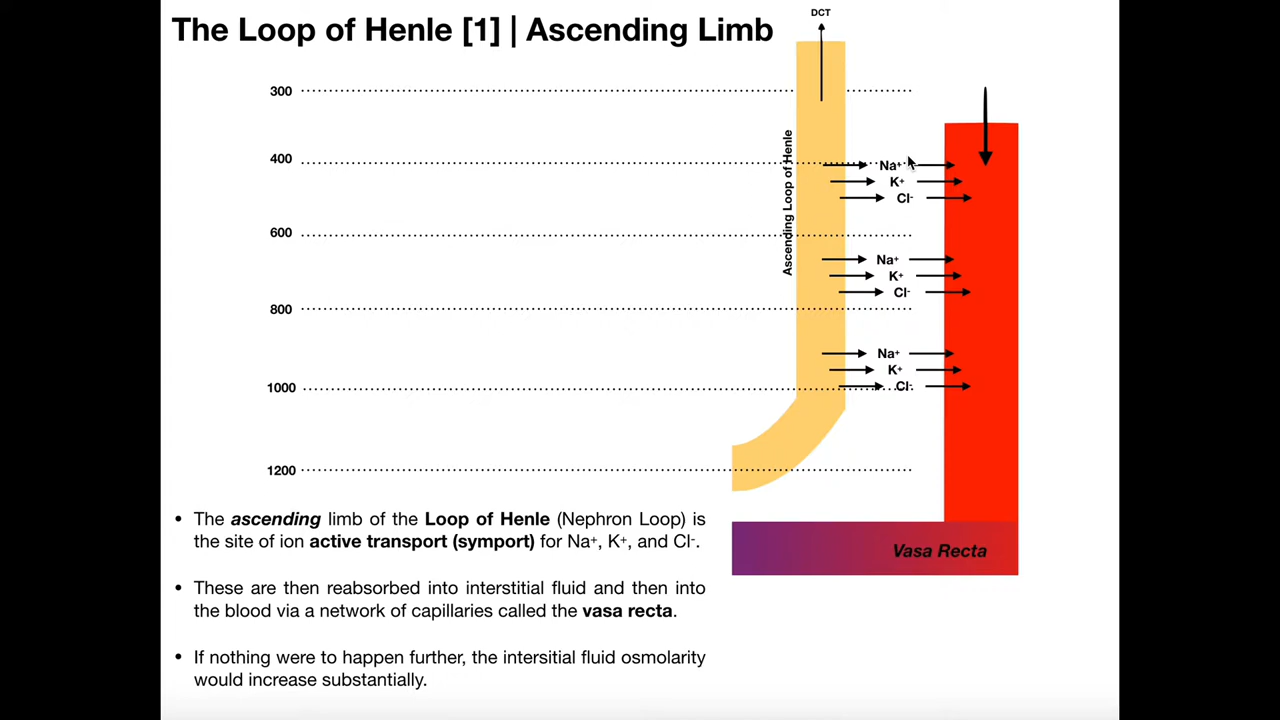 The Loop of Henle [1] | Ascending Limb
DCT
300
400
600
800
1000
1200
Ascending Loop of Henle
Na⁺
K⁺
Cl⁻
Na⁺
K⁺
Cl⁻
Na⁺
K⁺
Cl⁻
Vasa Recta
• The ascending limb of the Loop of Henle (Nephron Loop) is
the site of ion active transport (symport) for Na⁺, K⁺, and Cl⁻.
• These are then reabsorbed into interstitial fluid and then into
the blood via a network of capillaries called the vasa recta.
• If nothing were to happen further, the intersitial fluid osmolarity
would increase substantially.